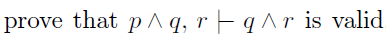 prove that p ∧ q, r ⊢ q ∧ r is valid